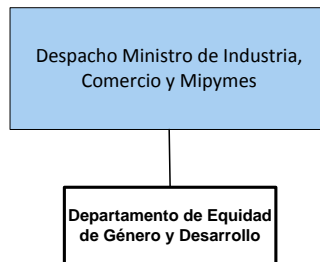 Despacho Ministro de Industria,
Comercio y Mipymes
Departamento de Equidad
de Género y Desarrollo